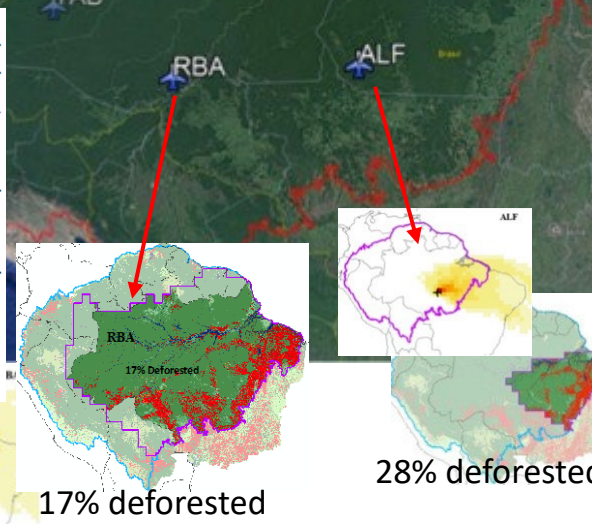 RBA
ALF
Brasil
ALF
RBA
17% Deforested
28% deforested
17% deforested